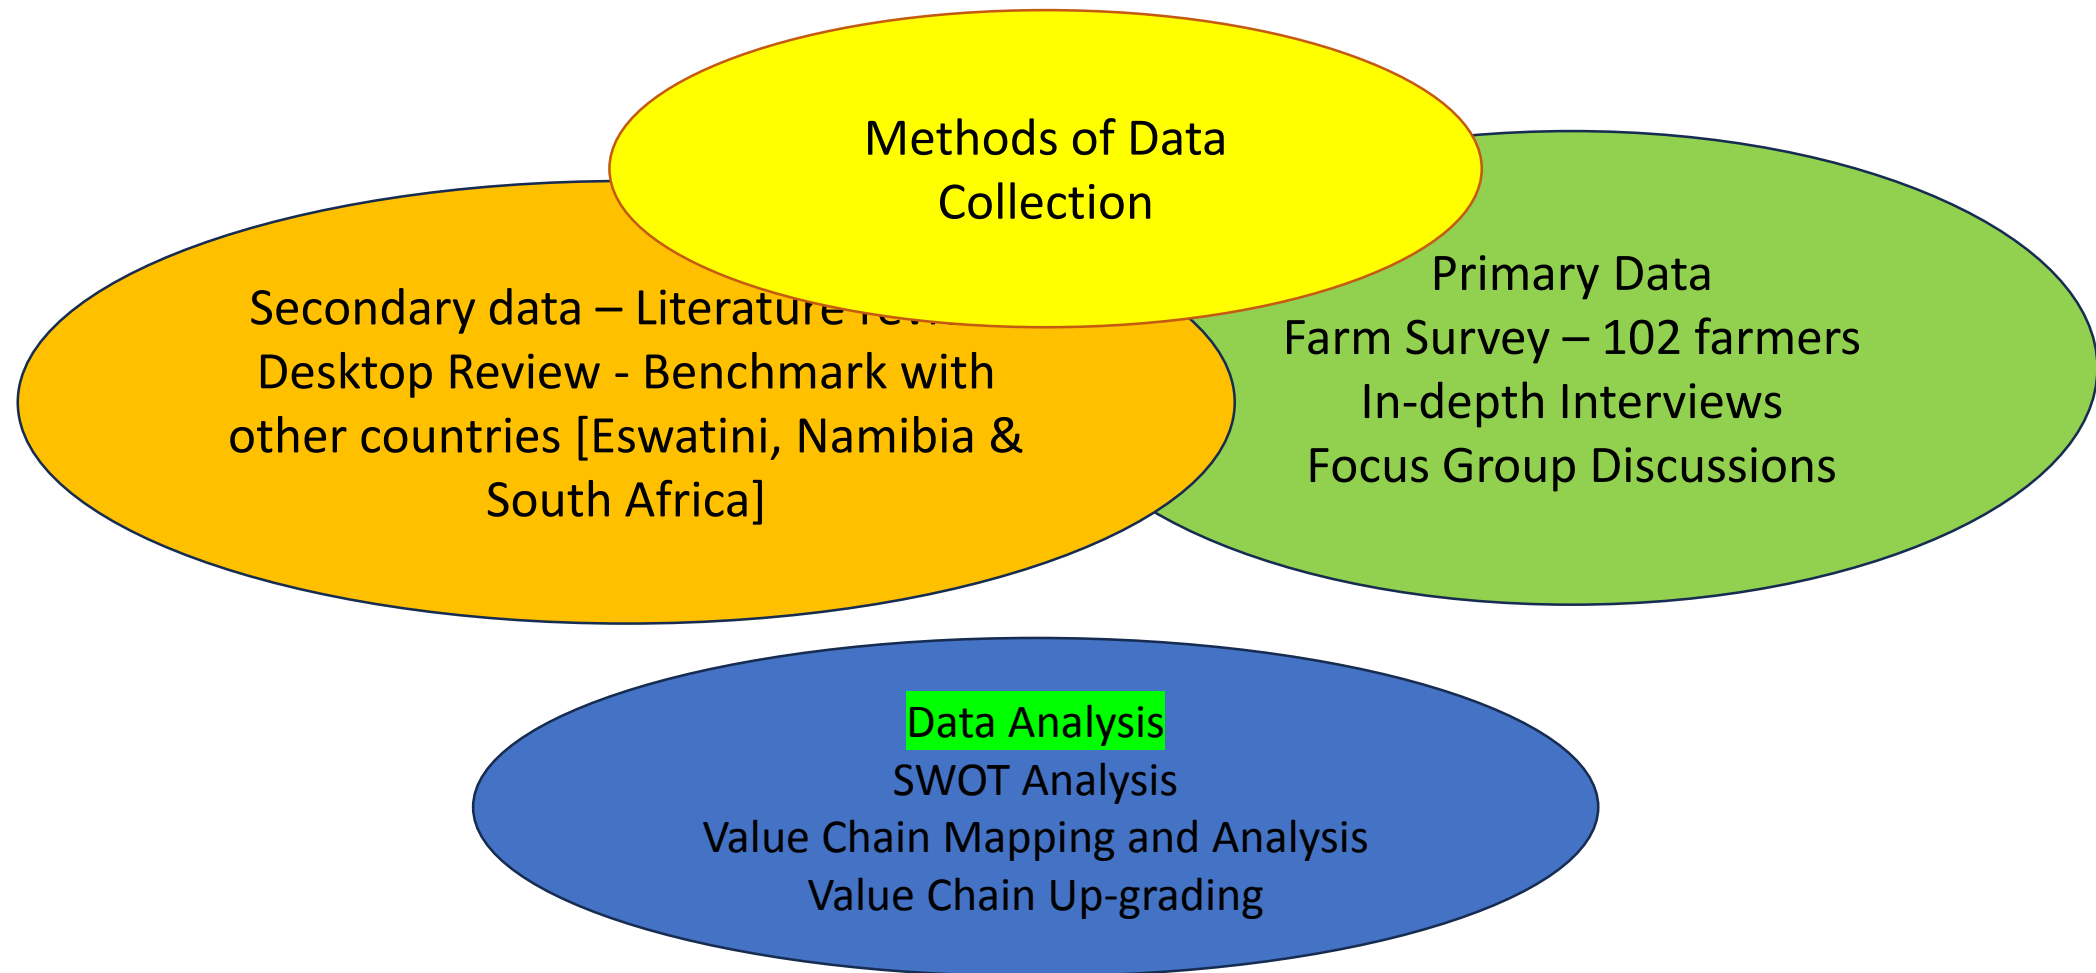 Methods of Data
Collection
Secondary data – Literature
Desktop Review - Benchmark with
other countries [Eswatini, Namibia &
South Africa]
Primary Data
Farm Survey – 102 farmers
In-depth Interviews
Focus Group Discussions
Data Analysis
SWOT Analysis
Value Chain Mapping and Analysis
Value Chain Up-grading